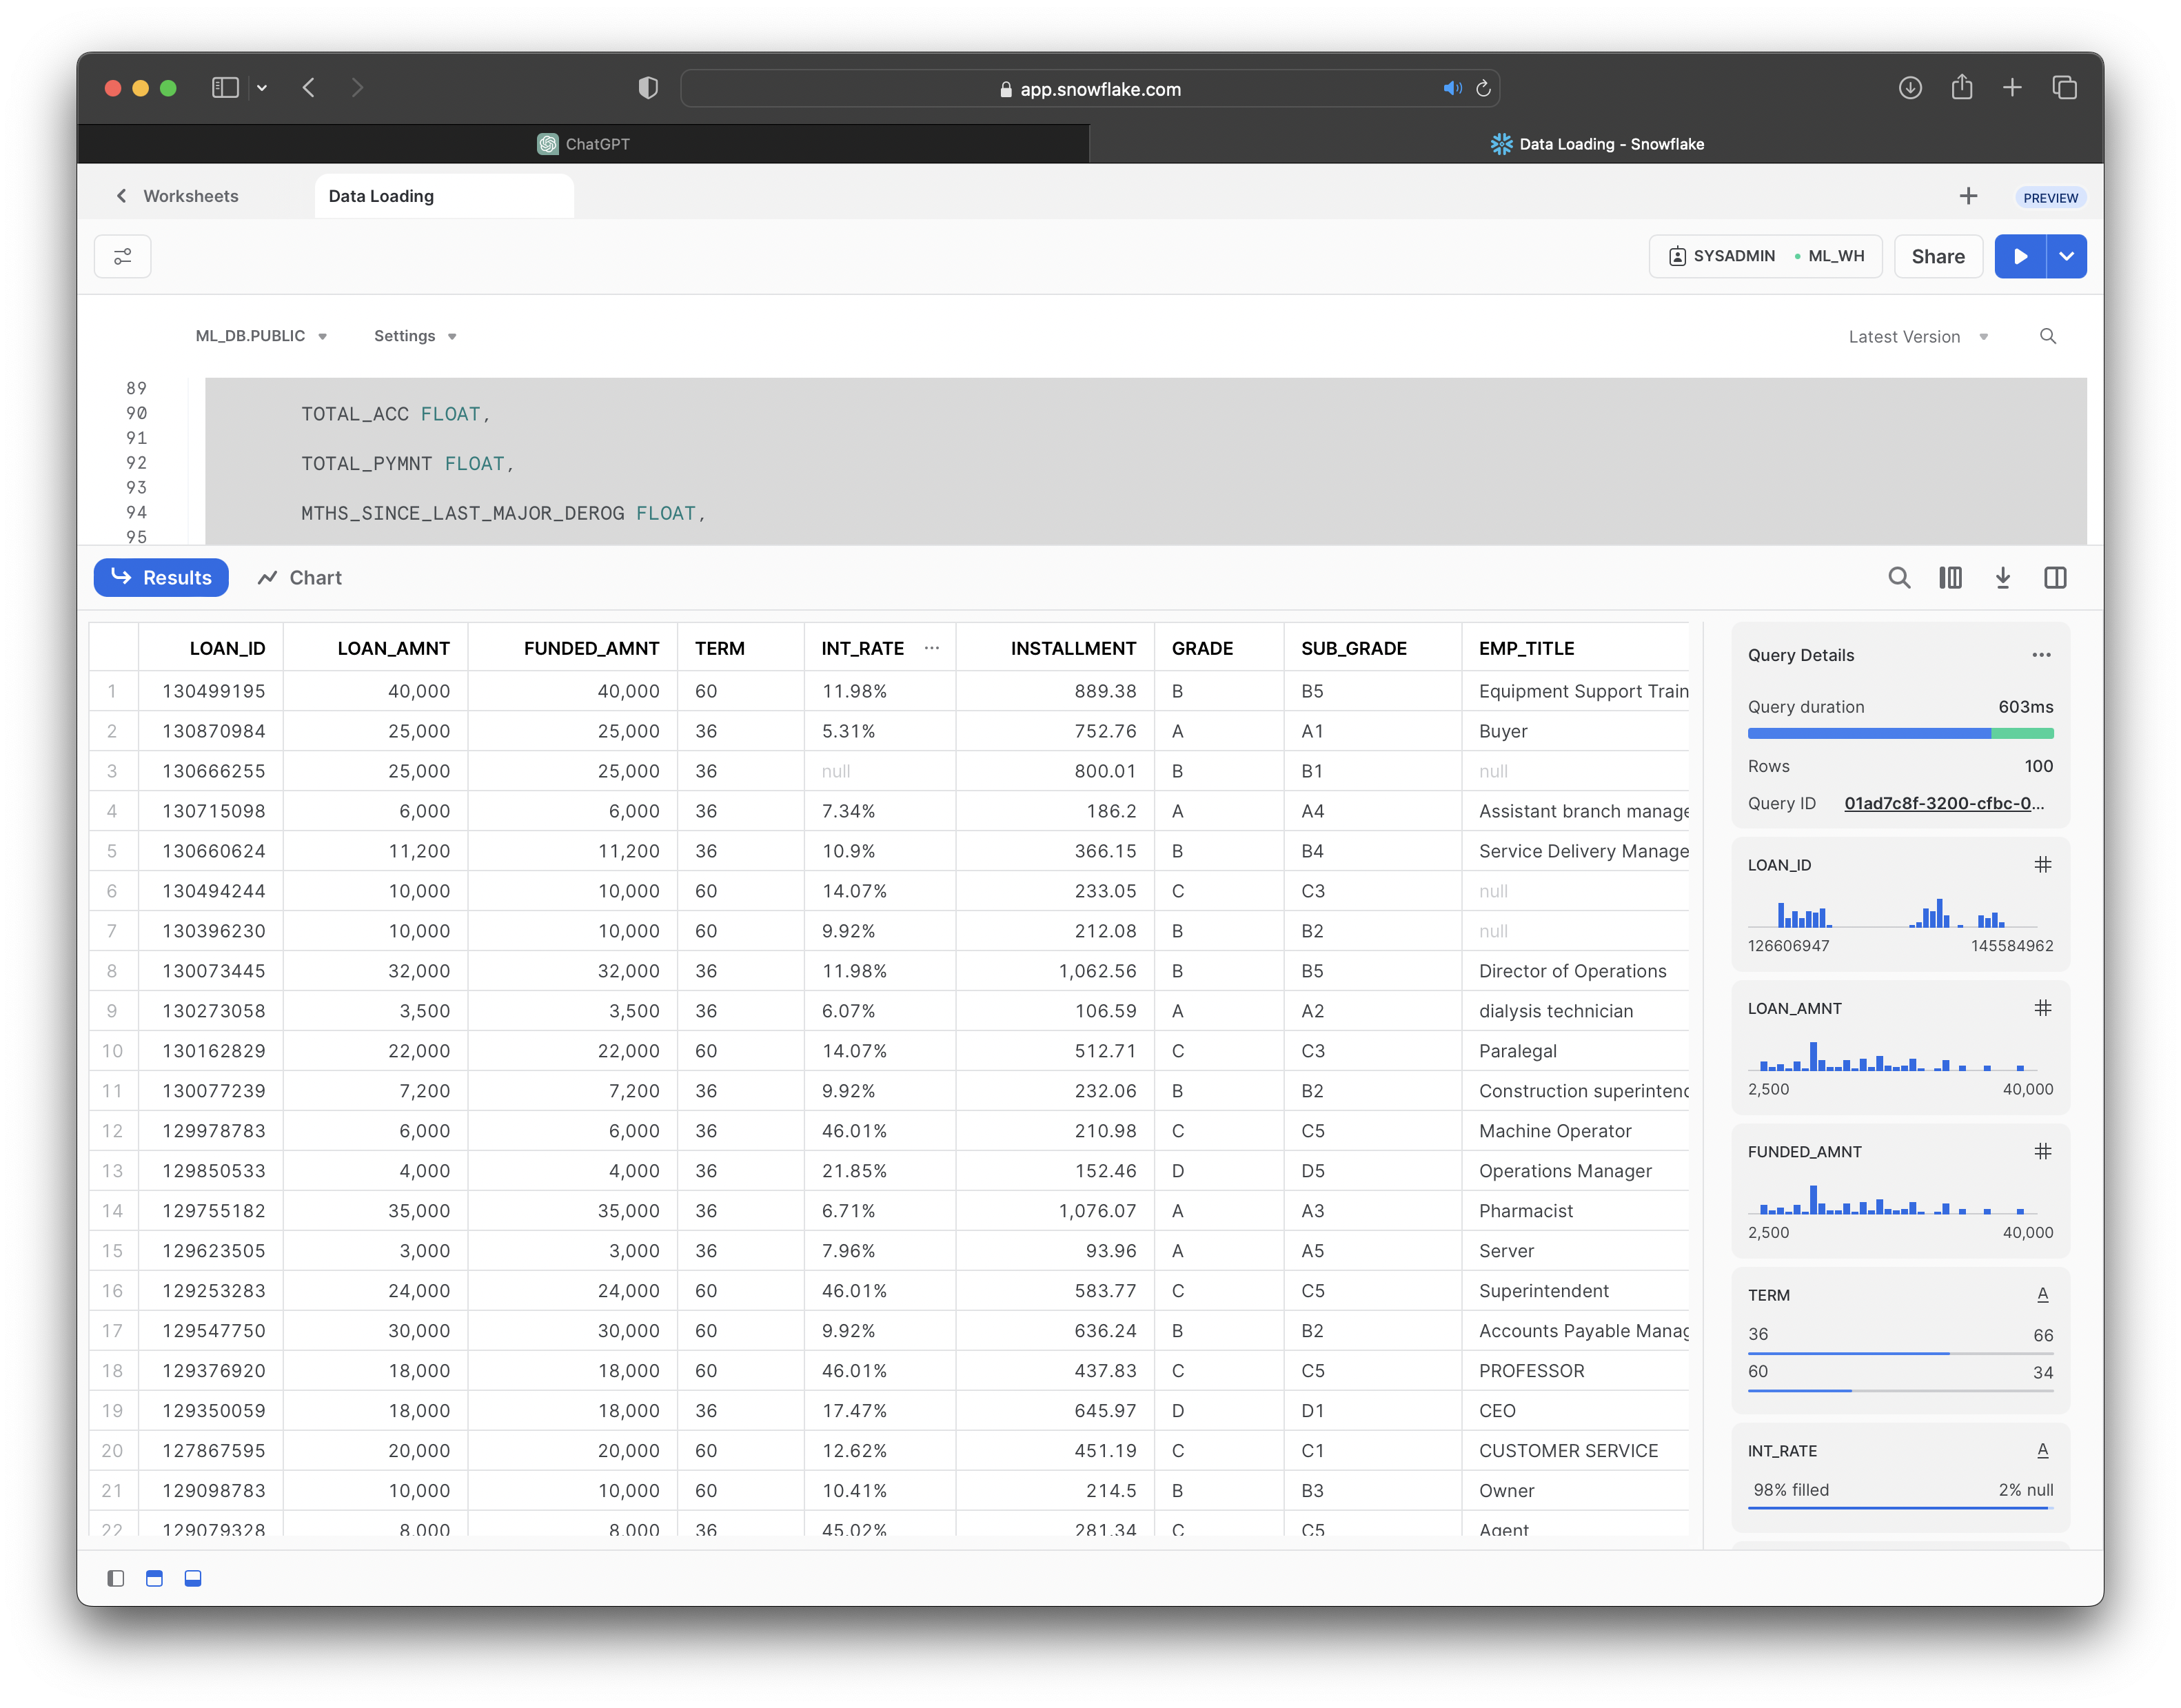 app.snowflake.com
ChatGPT
Data Loading - Snowflake
Worksheets
Data Loading
PREVIEW
SYSADMIN
ML_WH
Share
ML_DB.PUBLIC
Settings
Latest Version
89
90 TOTAL_ACC FLOAT,
91
92 TOTAL_PYMNT FLOAT,
93
94 MTHS_SINCE_LAST_MAJOR_DEROG FLOAT,
95
Results
Chart
LOAN_ID LOAN_AMNT FUNDED_AMNT TERM INT_RATE ... INSTALLMENT GRADE SUB_GRADE EMP_TITLE
1 130499195 40,000 40,000 60 11.98% 889.38 B B5 Equipment Support Train
2 130870984 25,000 25,000 36 5.31% 752.76 A A1 Buyer
3 130666255 25,000 25,000 36 null 800.01 B B1 null
4 130715098 6,000 6,000 36 7.34% 186.2 A A4 Assistant branch manage
5 130660624 11,200 11,200 36 10.9% 366.15 B B4 Service Delivery Manage
6 130494244 10,000 10,000 60 14.07% 233.05 C C3 null
7 130396230 10,000 10,000 60 9.92% 212.08 B B2 null
8 130073445 32,000 32,000 36 11.98% 1,062.56 B B5 Director of Operations
9 130273058 3,500 3,500 36 6.07% 106.59 A A2 dialysis technician
10 130162829 22,000 22,000 60 14.07% 512.71 C C3 Paralegal
11 130077239 7,200 7,200 36 9.92% 232.06 B B2 Construction superintend
12 129978783 6,000 6,000 36 46.01% 210.98 C C5 Machine Operator
13 129850533 4,000 4,000 36 21.85% 152.46 D D5 Operations Manager
14 129755182 35,000 35,000 36 6.71% 1,076.07 A A3 Pharmacist
15 129623505 3,000 3,000 36 7.96% 93.96 A A5 Server
16 129253283 24,000 24,000 60 46.01% 583.77 C C5 Superintendent
17 129547750 30,000 30,000 60 9.92% 636.24 B B2 Accounts Payable Manag
18 129376920 18,000 18,000 60 46.01% 437.83 C C5 PROFESSOR
19 129350059 18,000 18,000 36 17.47% 645.97 D D1 CEO
20 127867595 20,000 20,000 60 12.62% 451.19 C C1 CUSTOMER SERVICE
21 129098783 10,000 10,000 60 10.41% 214.5 B B3 Owner
22 129079328 8,000 8,000 36 45.02% 281.34 C C5 Agent
Query Details ...
Query duration 603ms
Rows 100
Query ID 01ad7c8f-3200-cfbc-0...
LOAN_ID
126606947 145584962
LOAN_AMNT
2,500 40,000
FUNDED_AMNT
2,500 40,000
TERM A
36 66
60 34
INT_RATE A
98% filled 2% null